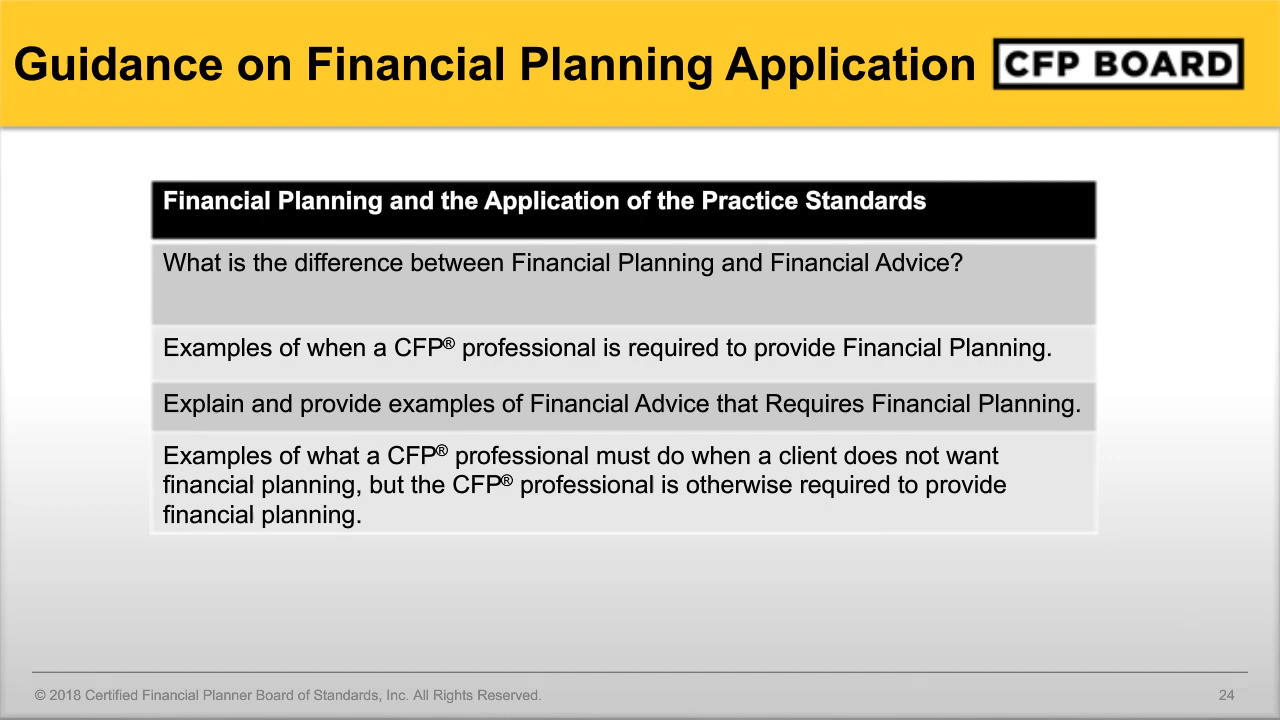 Guidance on Financial Planning Application
CFP BOARD
Financial Planning and the Application of the Practice Standards
What is the difference between Financial Planning and Financial Advice?
Examples of when a CFP® professional is required to provide Financial Planning.
Explain and provide examples of Financial Advice that Requires Financial Planning.
Examples of what a CFP® professional must do when a client does not want
financial planning, but the CFP® professional is otherwise required to provide
financial planning.
© 2018 Certified Financial Planner Board of Standards, Inc. All Rights Reserved.
24